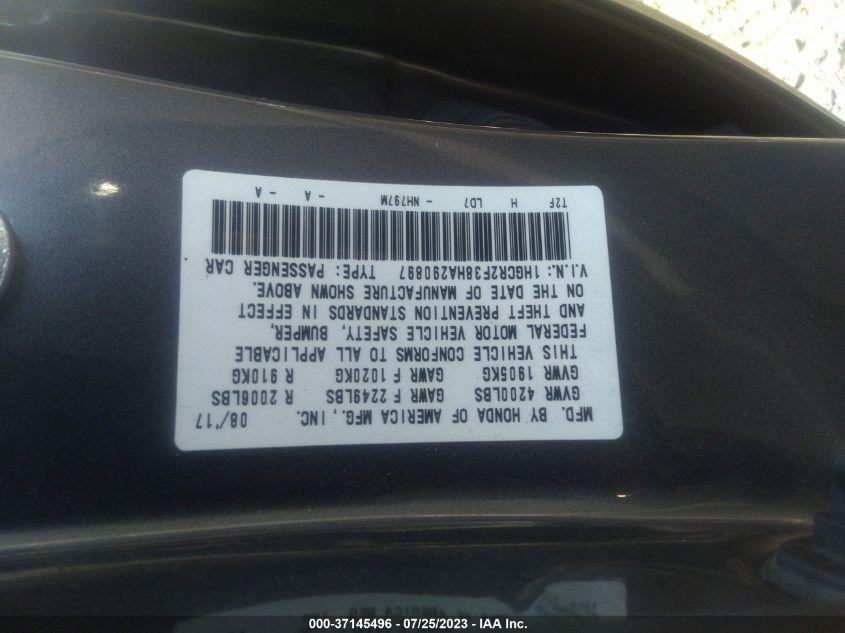 MFD. BY HONDA OF AMERICA MFG., INC. 08/'17
GVWR 4200LBS GAWR F 2249LBS R 2006LBS
GVWR 1905KG GAWR F 1020KG R 910KG
THIS VEHICLE CONFORMS TO ALL APPLICABLE
FEDERAL MOTOR VEHICLE SAFETY, BUMPER,
AND THEFT PREVENTION STANDARDS IN EFFECT
ON THE DATE OF MANUFACTURE SHOWN ABOVE.
V.I.N.: 1HGCR2F38HA290897 TYPE: PASSENGER CAR
T2F H LD7 - NH797M - A - A
000-37145496 - 07/25/2023 - IAA Inc.